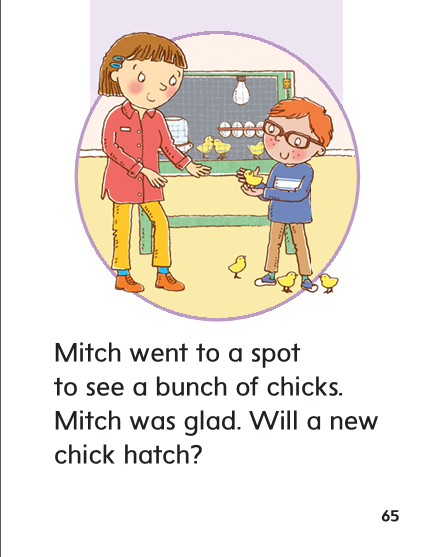 Mitch went to a spot
to see a bunch of chicks.
Mitch was glad. Will a new
chick hatch?
65